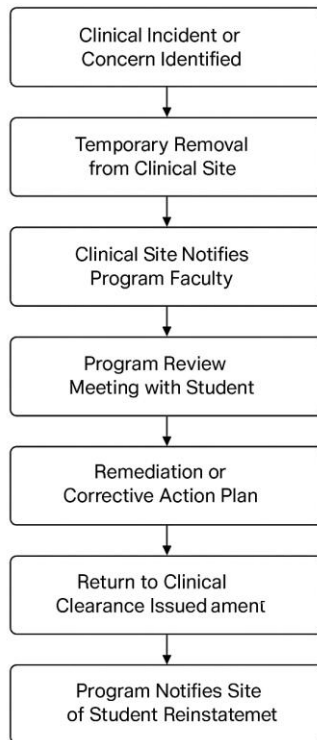 Clinical Incident or
Concern Identified
Temporary Removal
from Clinical Site
Clinical Site Notifies
Program Faculty
Program Review
Meeting with Student
Remediation or
Corrective Action Plan
Return to Clinical
Clearance Issued ament
Program Notifies Site
of Student Reinstatemet